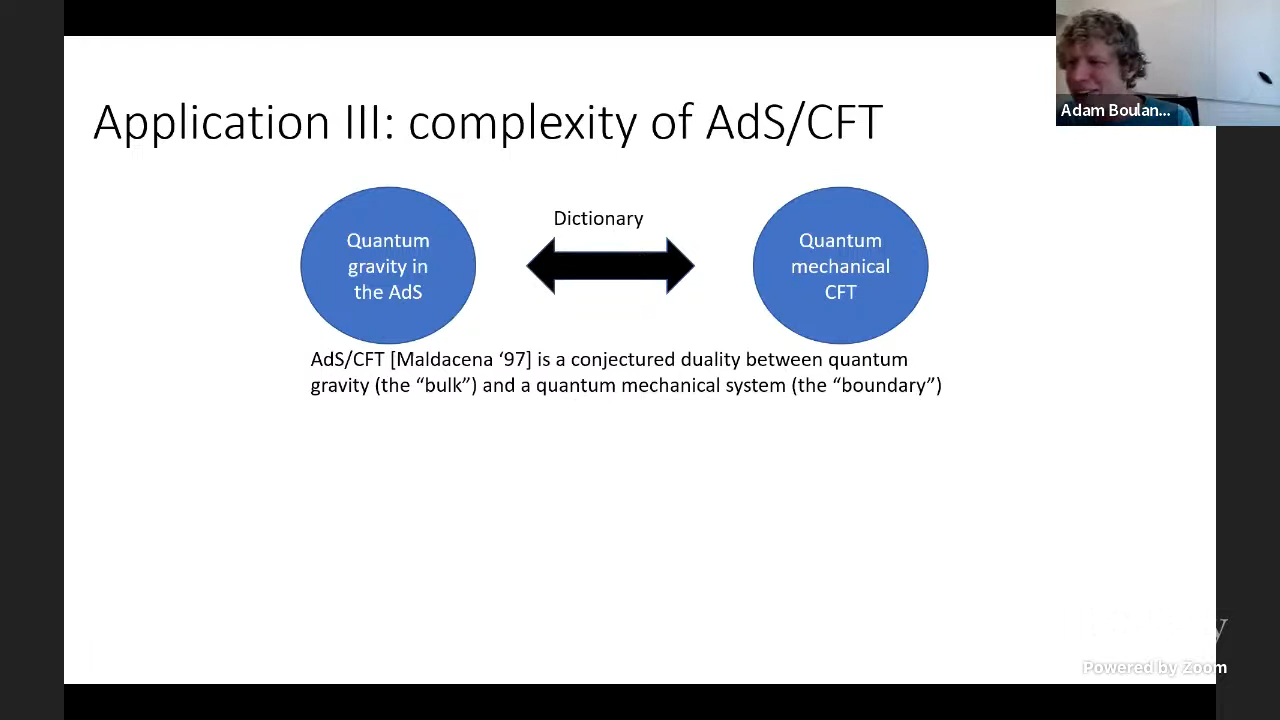 Application III: complexity of AdS/CFT
Adam Boulan...
Dictionary
Quantum
gravity in
the AdS
Quantum
mechanical
CFT
AdS/CFT [Maldacena ‘97] is a conjectured duality between quantum
gravity (the “bulk”) and a quantum mechanical system (the “boundary”)
Powered by Zoom